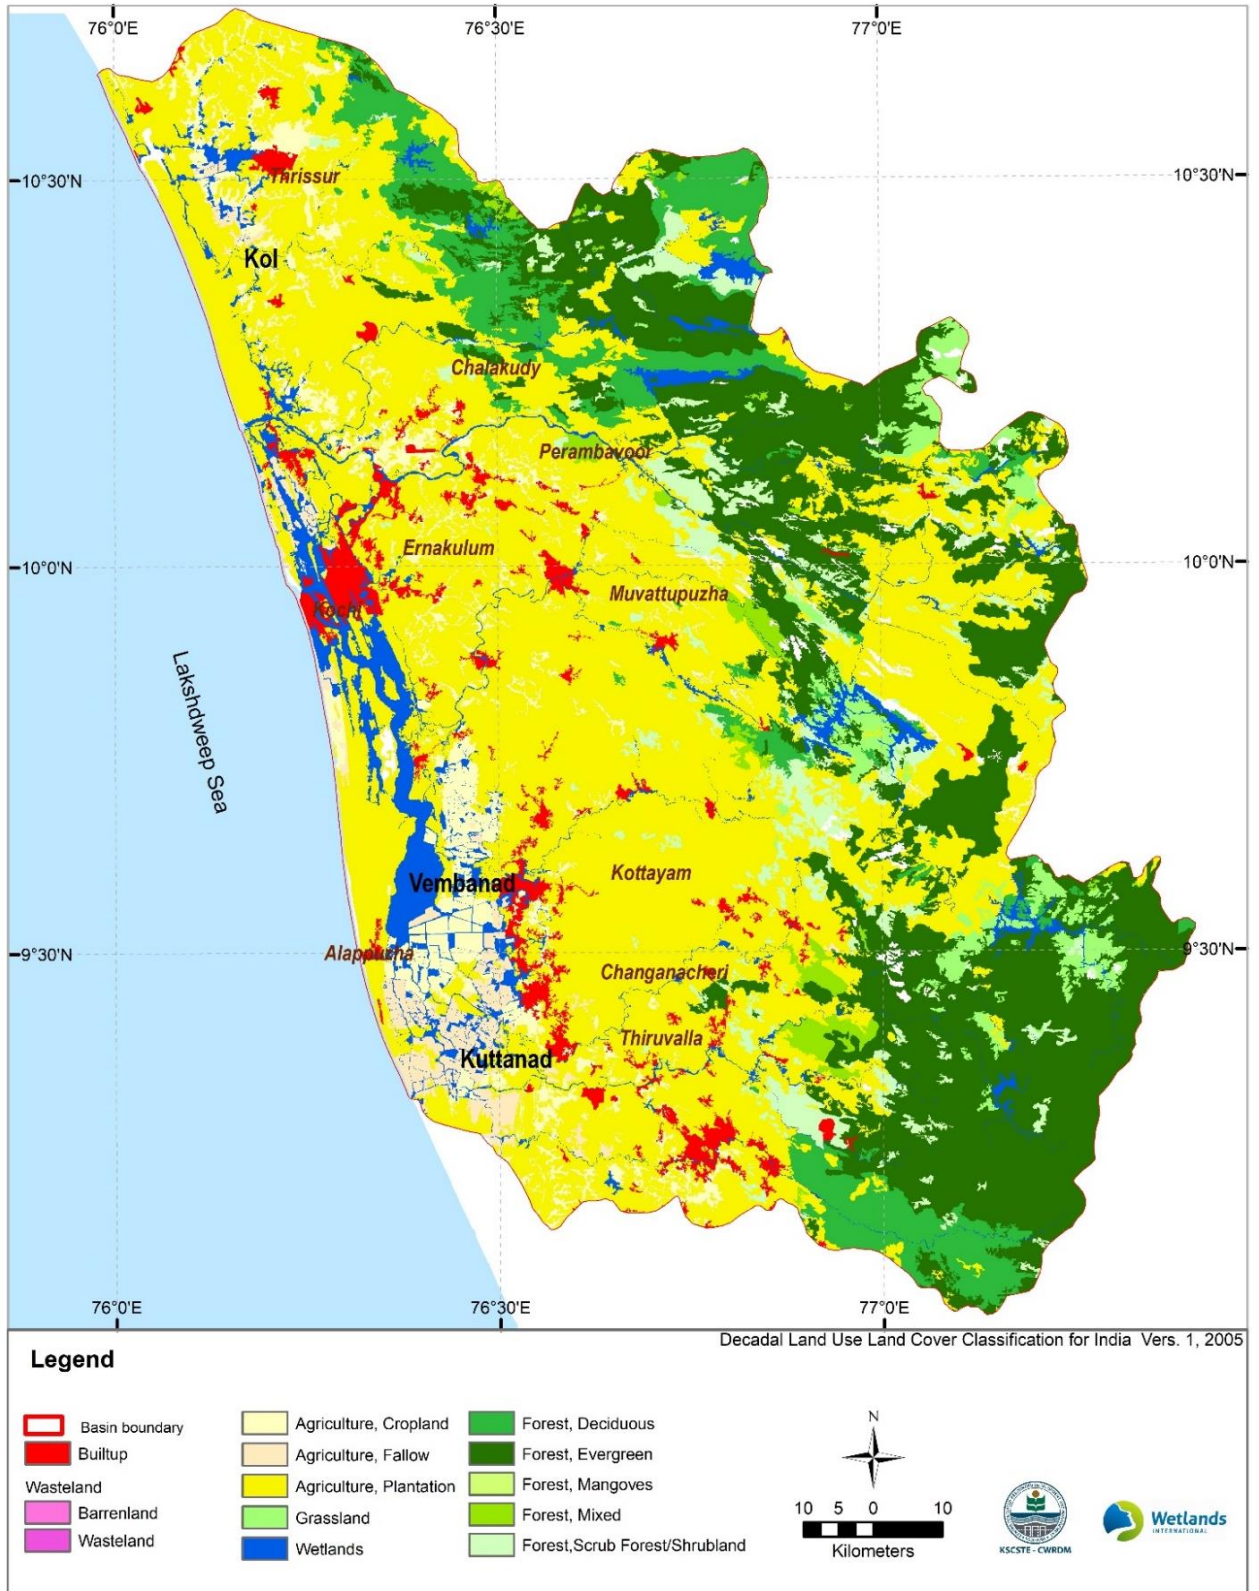 76°0'E 76°30'E 77°0'E
10°30'N 10°30'N
Thrissur
Kol
Chalakudy
Perambavoor
Ernakulum
10°0'N 10°0'N
Muvattupuzha
Kochi
Lakshdweep Sea
Kottayam
Vembanad
Alappuzha
9°30'N 9°30'N
Changanacheri
Thiruvalla
Kuttanad
76°0'E 76°30'E 77°0'E
Decadal Land Use Land Cover Classification for India Vers. 1, 2005
Legend
Basin boundary
Builtup
Wasteland
Barrenland
Wasteland
Agriculture, Cropland
Agriculture, Fallow
Agriculture, Plantation
Grassland
Wetlands
Forest, Deciduous
Forest, Evergreen
Forest, Mangoves
Forest, Mixed
Forest,Scrub Forest/Shrubland
N
10 5 0 10
Kilometers
KSCSTE - CWRDM
Wetlands
INTERNATIONAL